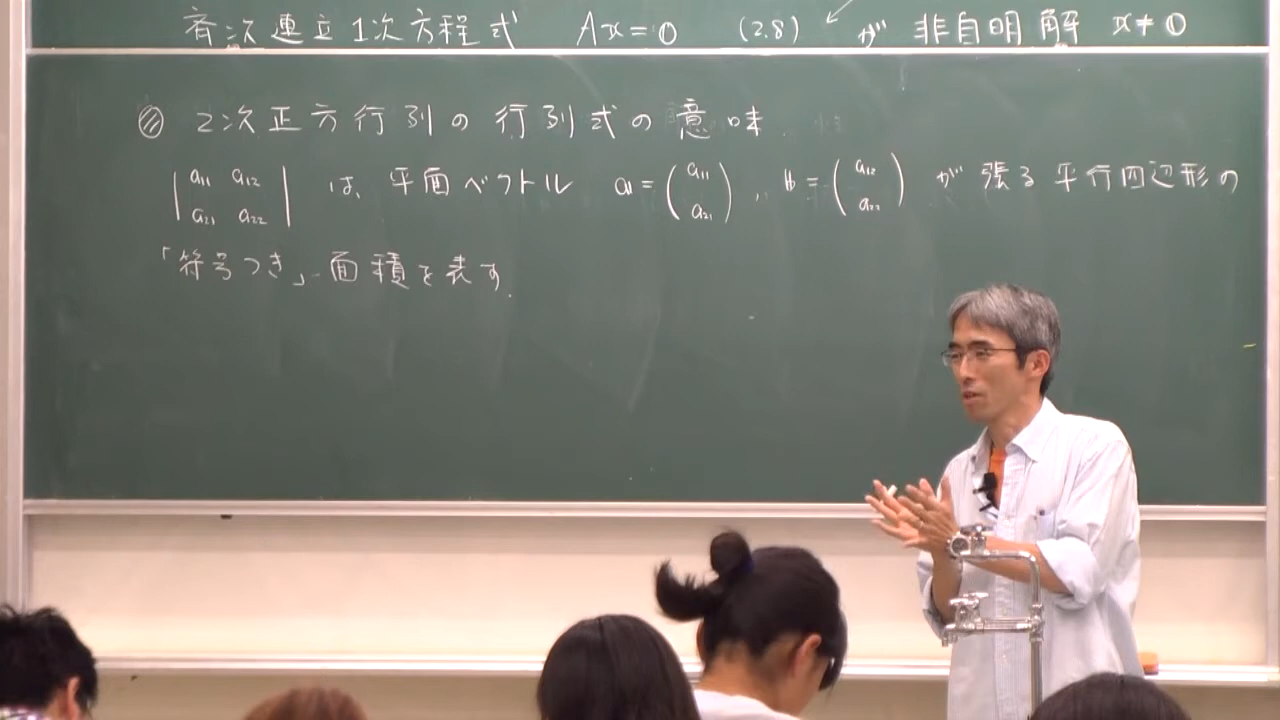 斉次連立1次方程式 Ax=0 (2.8) が 非自明解 x≠0
◎ 2次正方行列の行列式の意味.
|a₁₁ a₁₂ a₂₁ a₂₂| は、平面ベクトル a=(a₁₁ a₂₁), b=(a₁₂ a₂₂) が張る平行四辺形の
「符号つき」面積を表す.